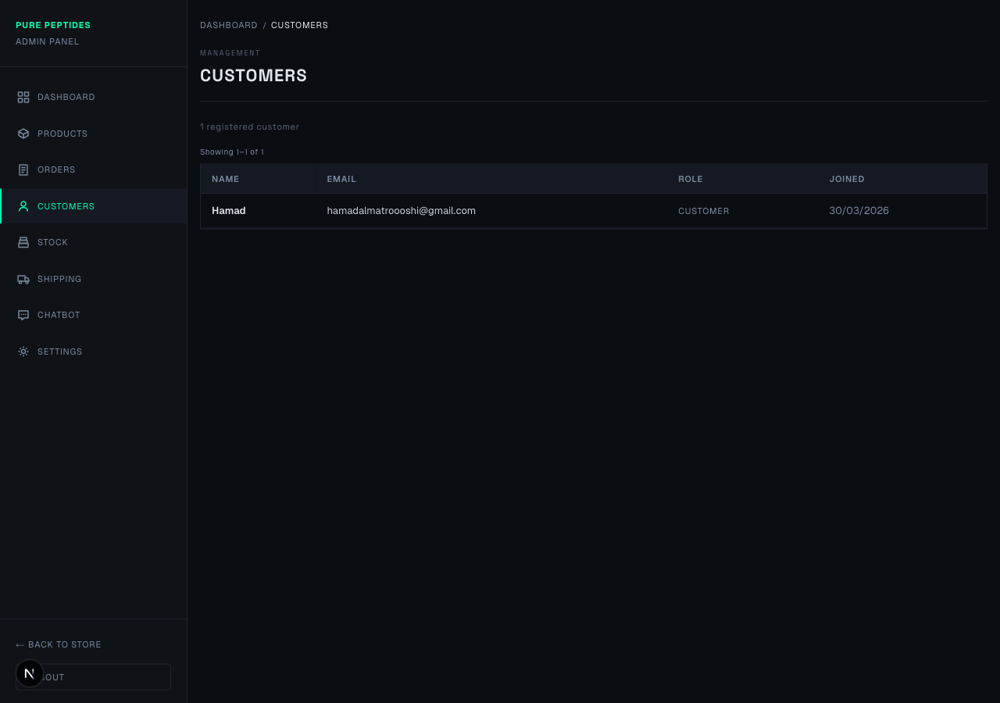 PURE PEPTIDES
ADMIN PANEL
DASHBOARD
PRODUCTS
ORDERS
CUSTOMERS
STOCK
SHIPPING
CHATBOT
SETTINGS
← BACK TO STORE
OUT
DASHBOARD / CUSTOMERS
MANAGEMENT
CUSTOMERS
1 registered customer
Showing 1–1 of 1
NAME EMAIL ROLE JOINED
Hamad hamadalmatroooshi@gmail.com CUSTOMER 30/03/2026